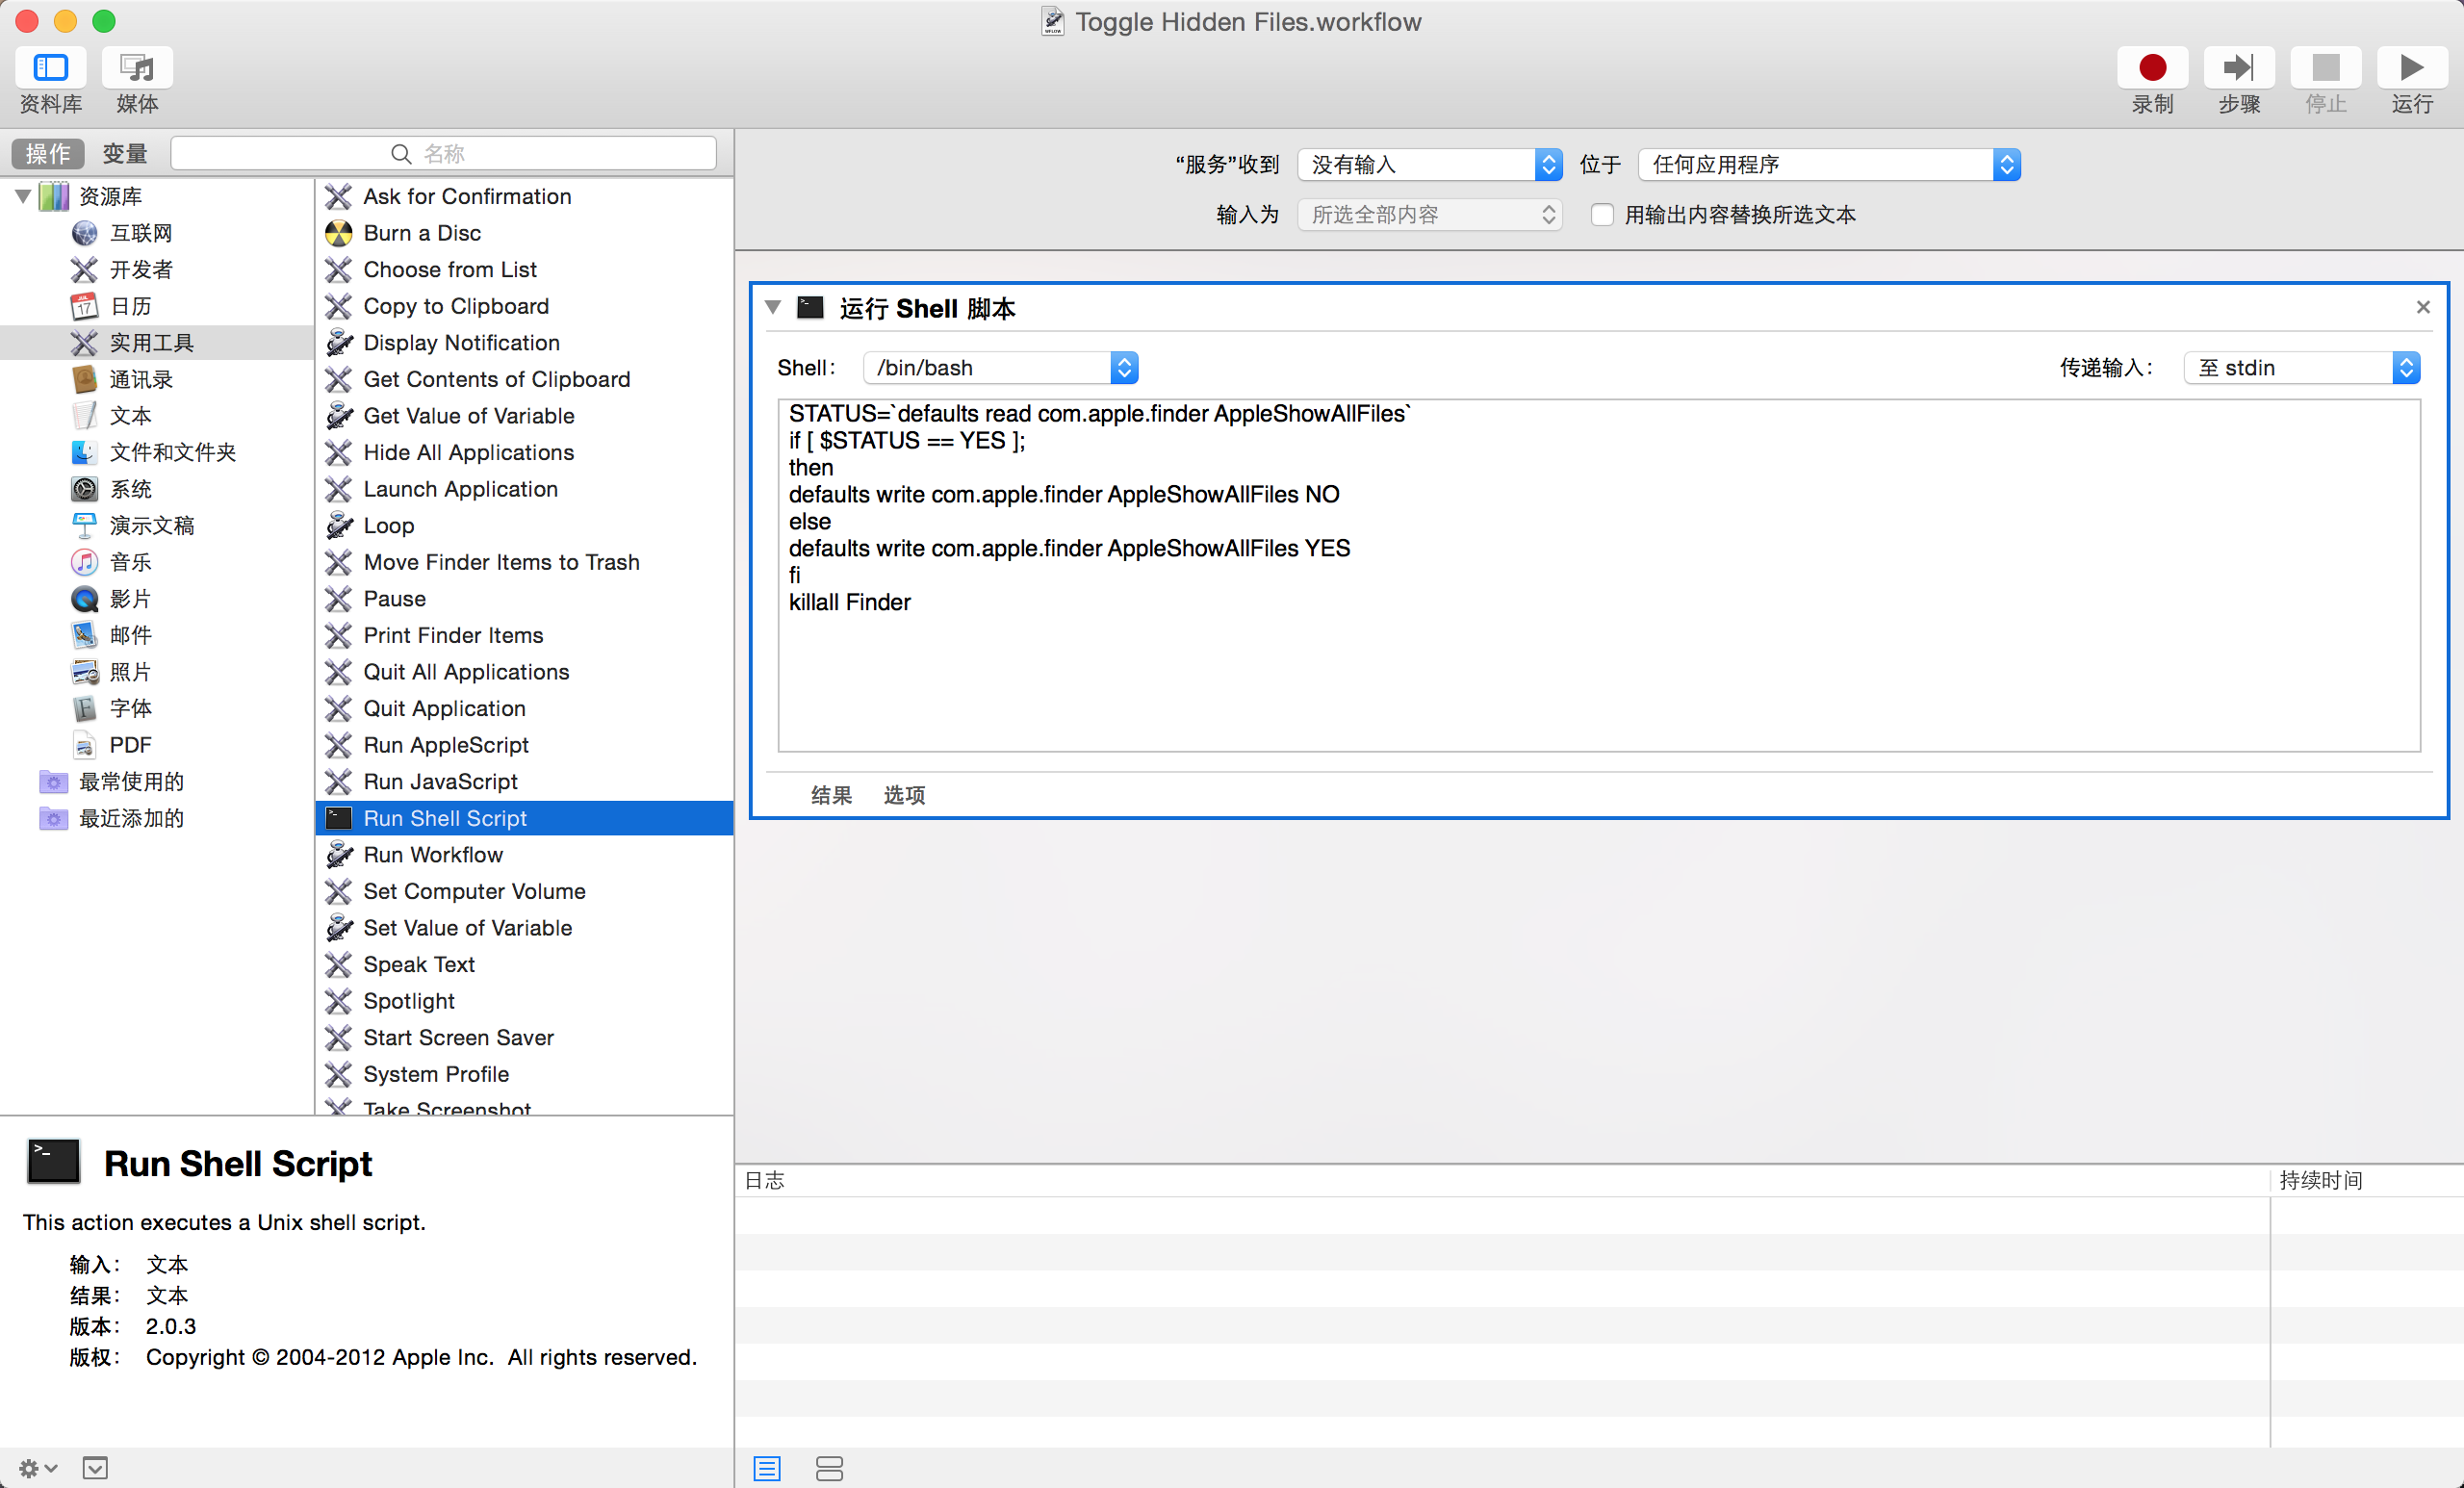 Toggle Hidden Files.workflow
资料库
媒体
录制
步骤
停止
运行
操作
变量
名称
“服务”收到
没有输入
位于
任何应用程序
输入为
所选全部内容
用输出内容替换所选文本
资源库
互联网
开发者
日历
实用工具
通讯录
文本
文件和文件夹
系统
演示文稿
音乐
影片
邮件
照片
字体
PDF
最常使用的
最近添加的
Ask for Confirmation
Burn a Disc
Choose from List
Copy to Clipboard
Display Notification
Get Contents of Clipboard
Get Value of Variable
Hide All Applications
Launch Application
Loop
Move Finder Items to Trash
Pause
Print Finder Items
Quit All Applications
Quit Application
Run AppleScript
Run JavaScript
Run Shell Script
Run Workflow
Set Computer Volume
Set Value of Variable
Speak Text
Spotlight
Start Screen Saver
System Profile
Take Screenshot
运行 Shell 脚本
Shell：
/bin/bash
传递输入：
至 stdin
STATUS=`defaults read com.apple.finder AppleShowAllFiles`
if [ $STATUS == YES ];
then
defaults write com.apple.finder AppleShowAllFiles NO
else
defaults write com.apple.finder AppleShowAllFiles YES
fi
killall Finder
结果
选项
Run Shell Script
This action executes a Unix shell script.
输入： 文本
结果： 文本
版本： 2.0.3
版权： Copyright © 2004-2012 Apple Inc.  All rights reserved.
日志
持续时间